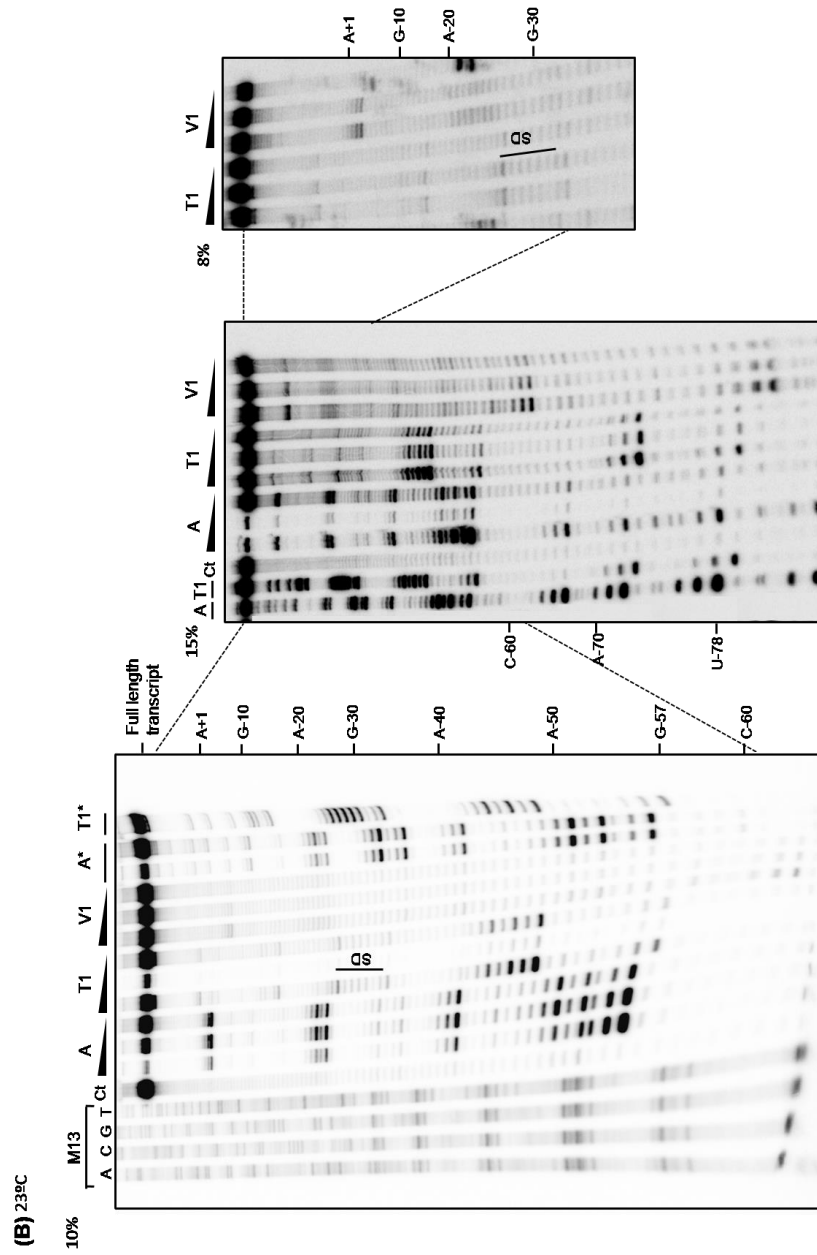 (B) 23ºC
10%
M13
A C G T Ct A T1 V1 A* T1*
Full length
transcript
A+1
G-10
A-20
G-30
A-40
A-50
G-57
C-60
SD
15%
A T1 Ct A T1 V1
C-60
A-70
U-78
8%
T1 V1
A+1
G-10
A-20
G-30
SD